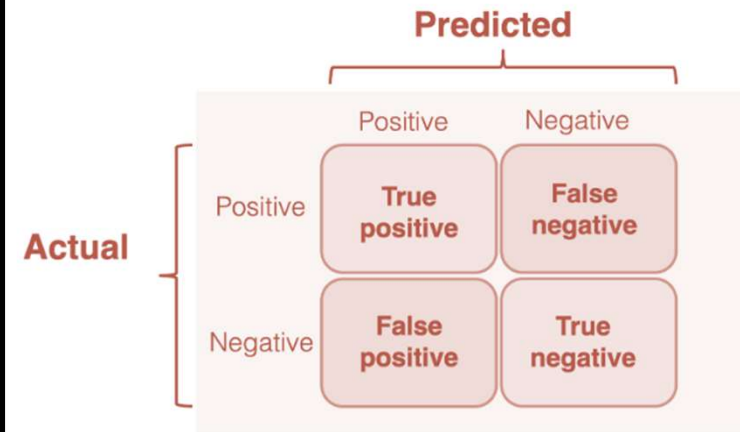 Predicted
Positive Negative
Actual
Positive
True
positive
False
negative
Negative
False
positive
True
negative